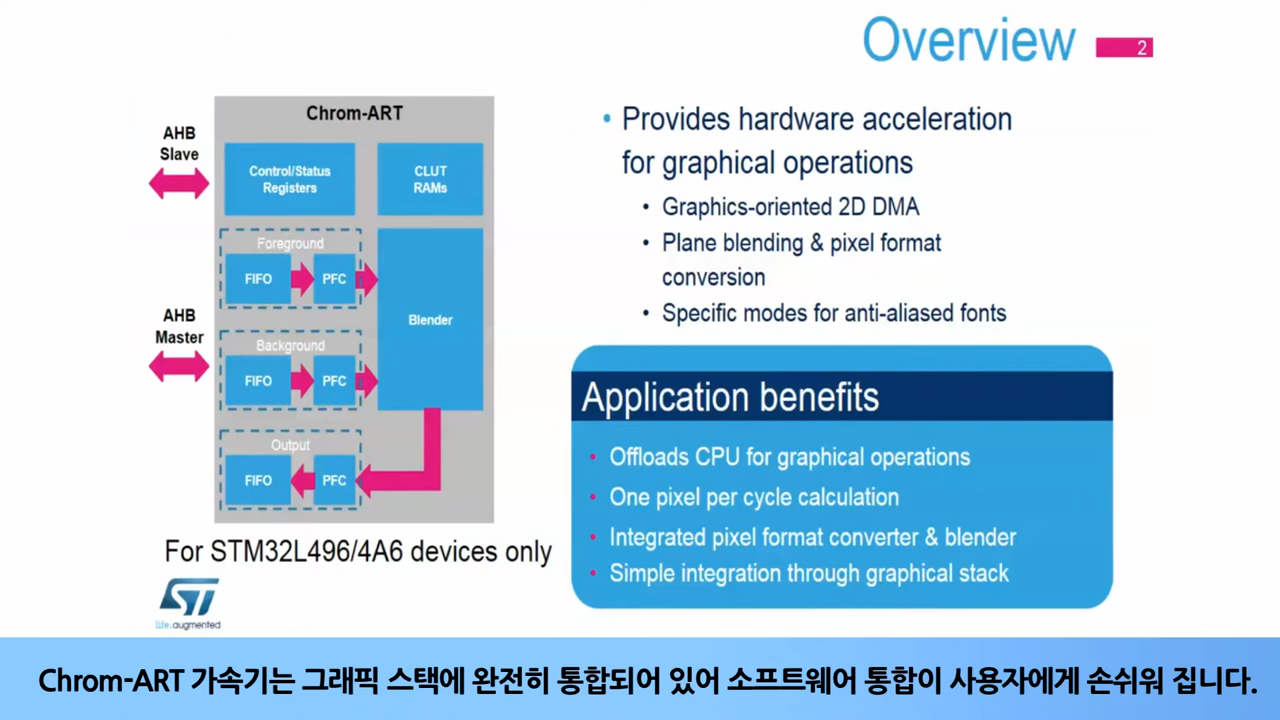 Overview
2
Chrom-ART
AHB
Slave
Control/Status
Registers
CLUT
RAMs
Foreground
FIFO
PFC
Blender
AHB
Master
Background
FIFO
PFC
Output
FIFO
PFC
For STM32L496/4A6 devices only
ST
life.augmented
• Provides hardware acceleration
for graphical operations
• Graphics-oriented 2D DMA
• Plane blending & pixel format
conversion
• Specific modes for anti-aliased fonts
Application benefits
• Offloads CPU for graphical operations
• One pixel per cycle calculation
• Integrated pixel format converter & blender
• Simple integration through graphical stack
Chrom-ART 가속기는 그래픽 스택에 완전히 통합되어 있어 소프트웨어 통합이 사용자에게 손쉬워 집니다.